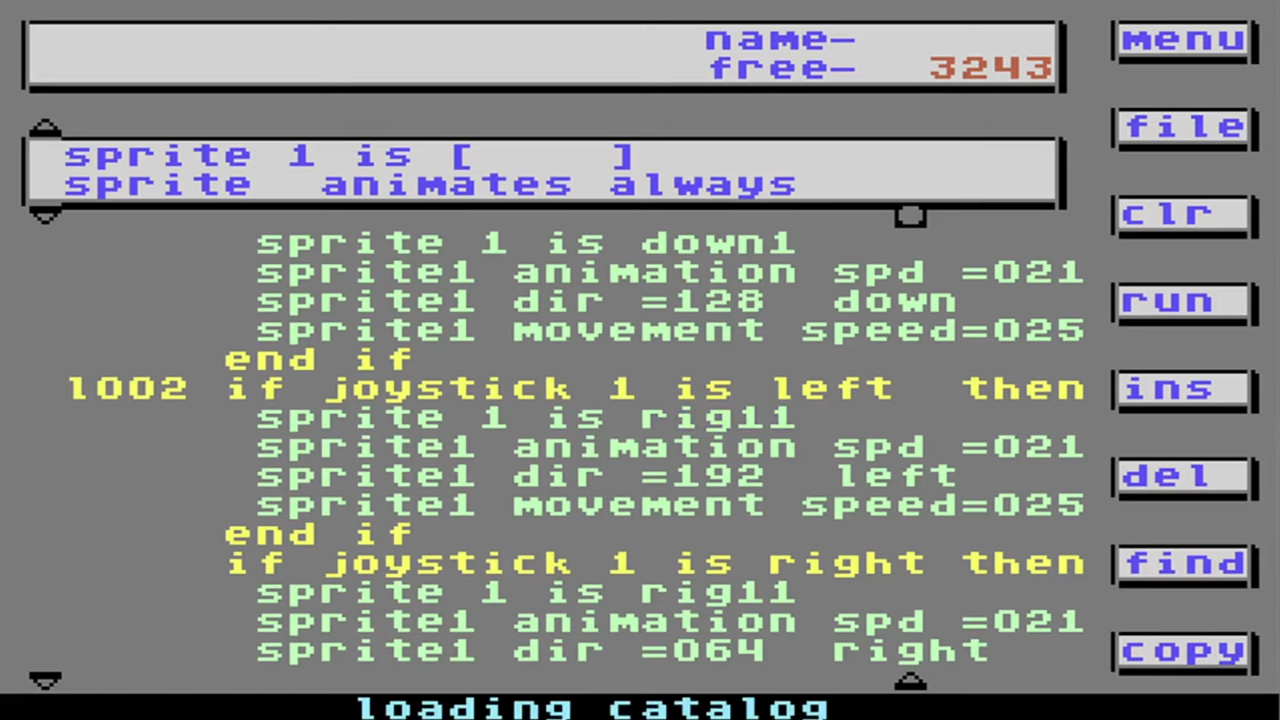 name-
free- 3243
menu
file
sprite 1 is [ ]
sprite animates always
clr
sprite 1 is down1
sprite1 animation spd =021
sprite1 dir =128 down
run
sprite1 movement speed=025
end if
l002 if joystick 1 is left then
ins
sprite 1 is rig11
sprite1 animation spd =021
sprite1 dir =192 left
del
sprite1 movement speed=025
end if
if joystick 1 is right then
find
sprite 1 is rig11
sprite1 animation spd =021
sprite1 dir =064 right
copy
loading catalog